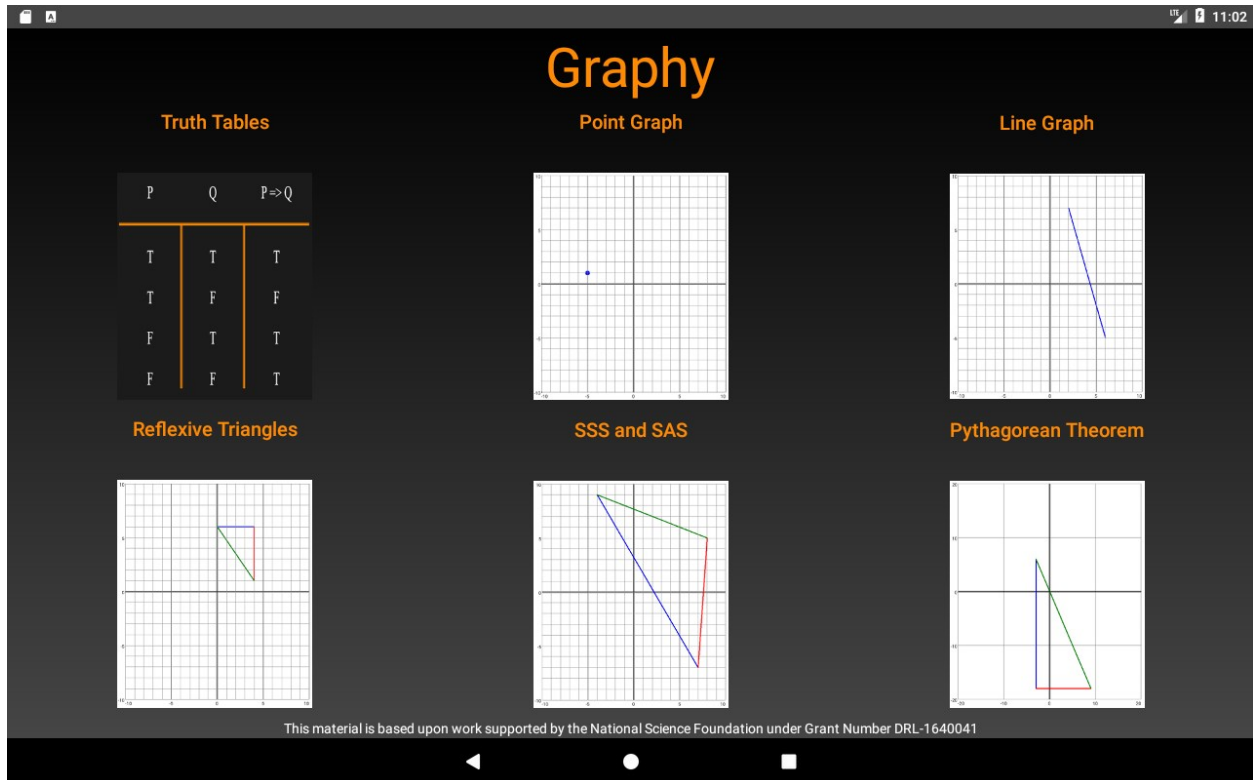 LTE 11:02
Graphy
Truth Tables
Point Graph
Line Graph
P Q P=>Q
T T T
T F F
F T T
F F T
Reflexive Triangles
SSS and SAS
Pythagorean Theorem
This material is based upon work supported by the National Science Foundation under Grant Number DRL-1640041